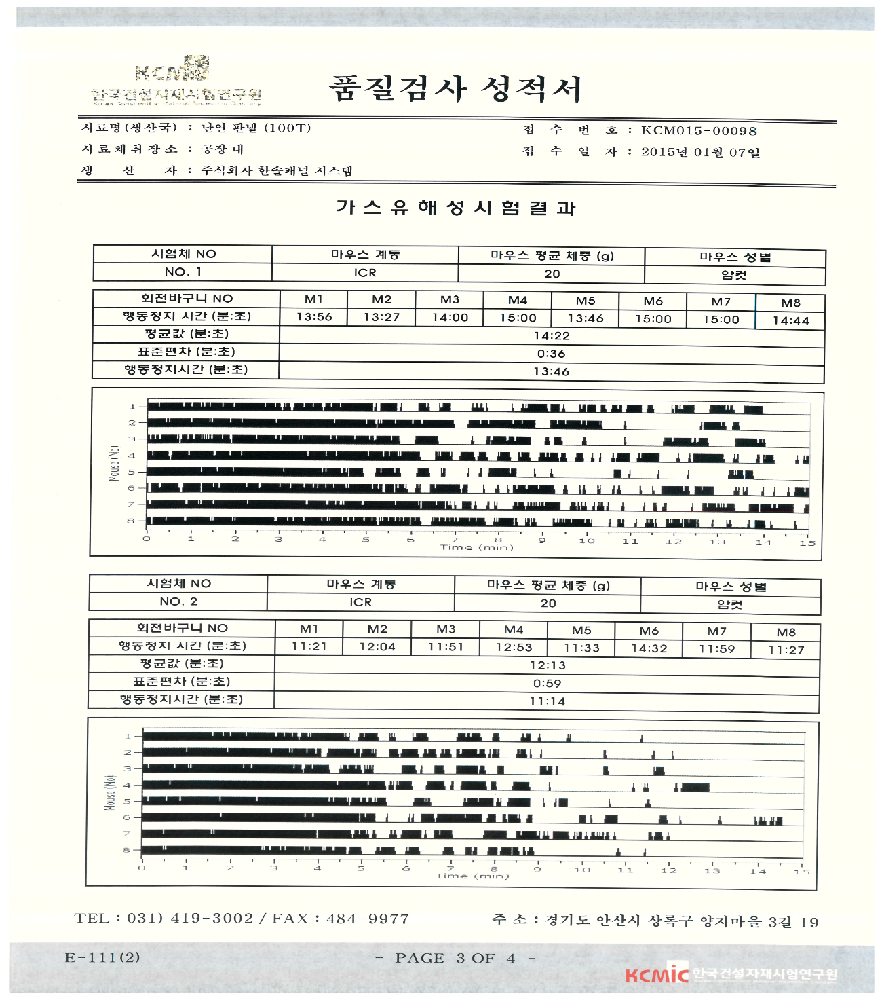 KCMIC
한국건설자재시험연구원
품질검사 성적서
시료명(생산국) : 난연 판넬 (100T)
접 수 번 호 : KCM015-00098
시료채취장소 : 공장 내
접 수 일 자 : 2015년 01월 07일
생 산 자 : 주식회사 한솔패널 시스템
가스유해성시험결과
시험체 NO 마우스 계통 마우스 평균 체중 (g) 마우스 성별
NO. 1 ICR 20 암컷
회전바구니 NO M1 M2 M3 M4 M5 M6 M7 M8
행동정지 시간 (분:초) 13:56 13:27 14:00 15:00 13:46 15:00 15:00 14:44
평균값 (분:초) 14:22
표준편차 (분:초) 0:36
행동정지시간 (분:초) 13:46
Mouse (No)
1
2
3
4
5
6
7
8
0 1 2 3 4 5 6 7 8 9 10 11 12 13 14 15
Time (min)
시험체 NO 마우스 계통 마우스 평균 체중 (g) 마우스 성별
NO. 2 ICR 20 암컷
회전바구니 NO M1 M2 M3 M4 M5 M6 M7 M8
행동정지 시간 (분:초) 11:21 12:04 11:51 12:53 11:33 14:32 11:59 11:27
평균값 (분:초) 12:13
표준편차 (분:초) 0:59
행동정지시간 (분:초) 11:14
Mouse (No)
1
2
3
4
5
6
7
8
0 1 2 3 4 5 6 7 8 9 10 11 12 13 14 15
Time (min)
TEL : 031) 419-3002 / FAX : 484-9977
주 소 : 경기도 안산시 상록구 양지마을 3길 19
E-111(2)
- PAGE 3 OF 4 -
KCMIC 한국건설자재시험연구원